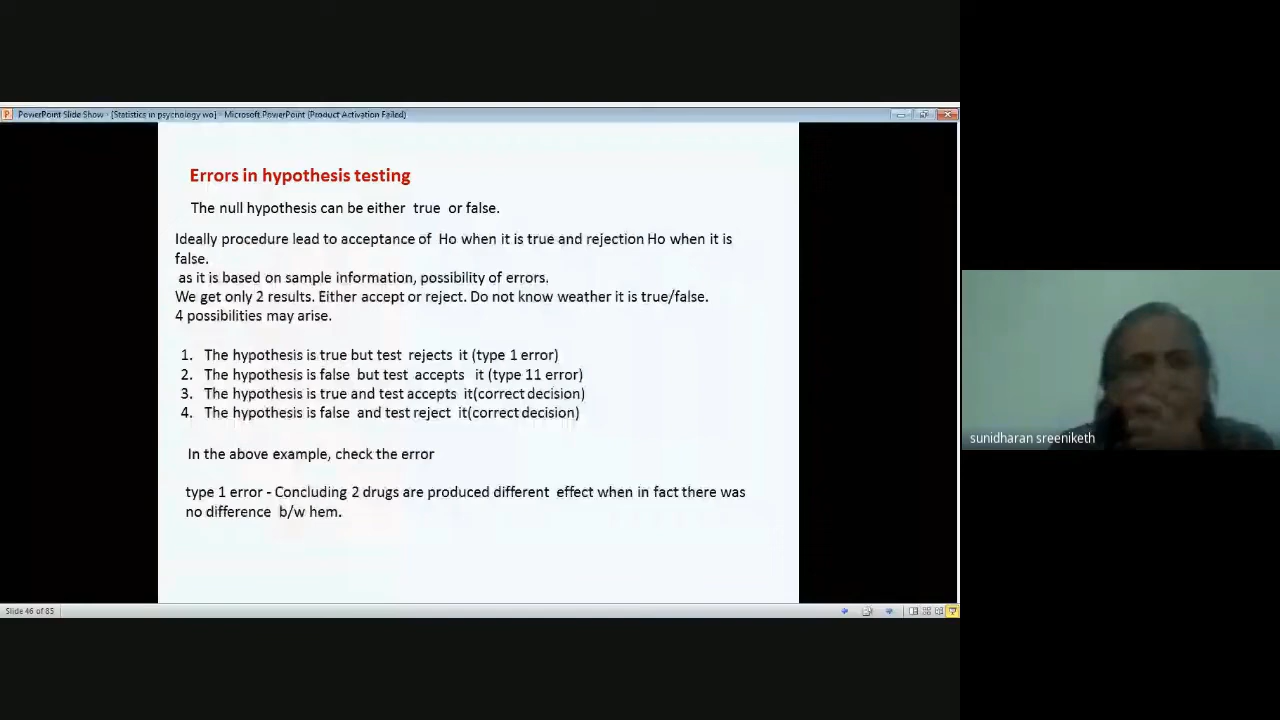 PowerPoint Slide Show - [Statistics in psychology wo] - Microsoft PowerPoint (Product Activation Failed)
Errors in hypothesis testing
The null hypothesis can be either true or false.
Ideally procedure lead to acceptance of Ho when it is true and rejection Ho when it is
false.
as it is based on sample information, possibility of errors.
We get only 2 results. Either accept or reject. Do not know weather it is true/false.
4 possibilities may arise.
1. The hypothesis is true but test rejects it (type 1 error)
2. The hypothesis is false but test accepts it (type 11 error)
3. The hypothesis is true and test accepts it(correct decision)
4. The hypothesis is false and test reject it(correct decision)
In the above example, check the error
type 1 error - Concluding 2 drugs are produced different effect when in fact there was
no difference b/w hem.
sunidharan sreeniketh
Slide 46 of 85